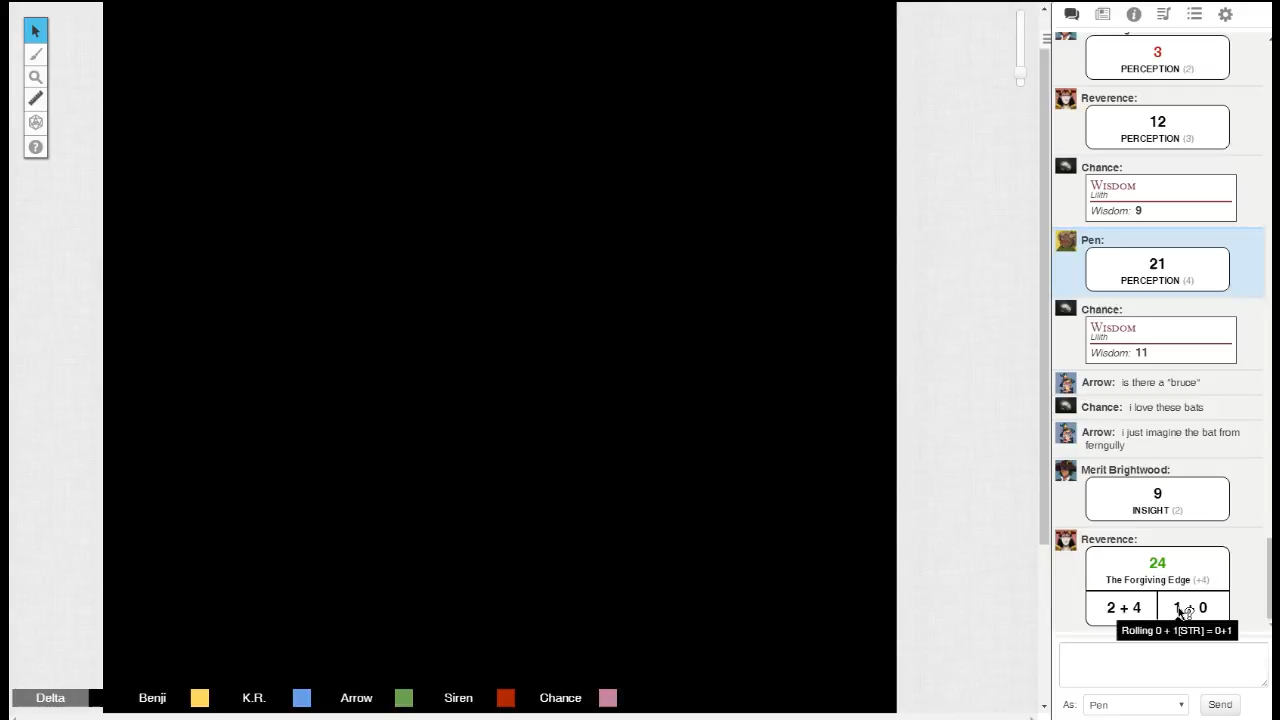 3
PERCEPTION (2)
Reverence:
12
PERCEPTION (3)
Chance:
Wisdom
Lilith
Wisdom: 9
Pen:
21
PERCEPTION (4)
Chance:
Wisdom
Lilith
Wisdom: 11
Arrow: is there a "bruce"
Chance: i love these bats
Arrow: i just imagine the bat from
ferngully
Merit Brightwood:
9
INSIGHT (2)
Reverence:
24
The Forgiving Edge (+4)
2 + 4
1 + 0
Rolling 0 + 1[STR] = 0+1
As: Pen
Send
Delta
Benji
K.R.
Arrow
Siren
Chance